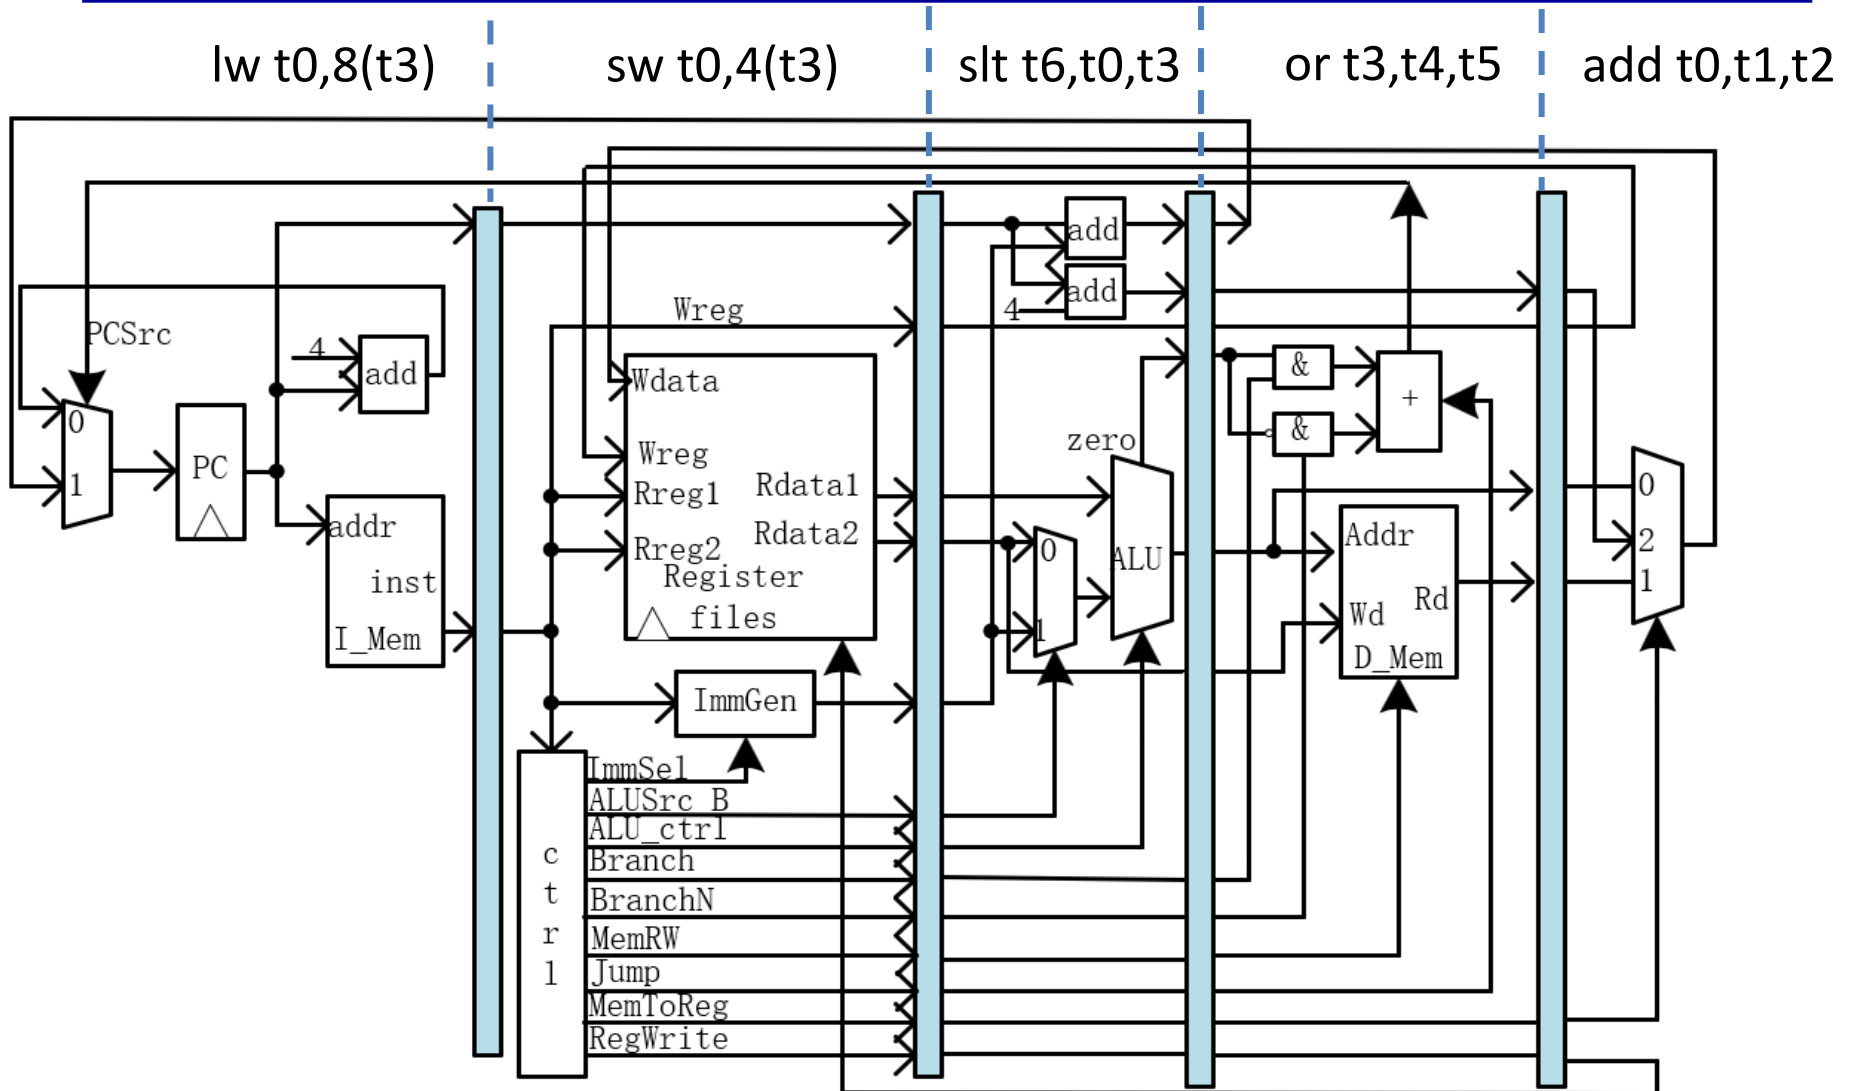 lw t0,8(t3)
sw t0,4(t3)
slt t6,t0,t3
or t3,t4,t5
add t0,t1,t2
PCSrc
4
add
0
1
PC
addr
inst
I_Mem
Wreg
Wdata
Wreg
Rreg1
Rdata1
Rreg2
Rdata2
Register
files
ImmGen
ctrl
ImmSel
ALUSrc_B
ALU_ctrl
Branch
BranchN
MemRW
Jump
MemToReg
RegWrite
add
add
4
zero
0
1
ALU
&
&
+
Addr
Wd
Rd
D_Mem
0
2
1